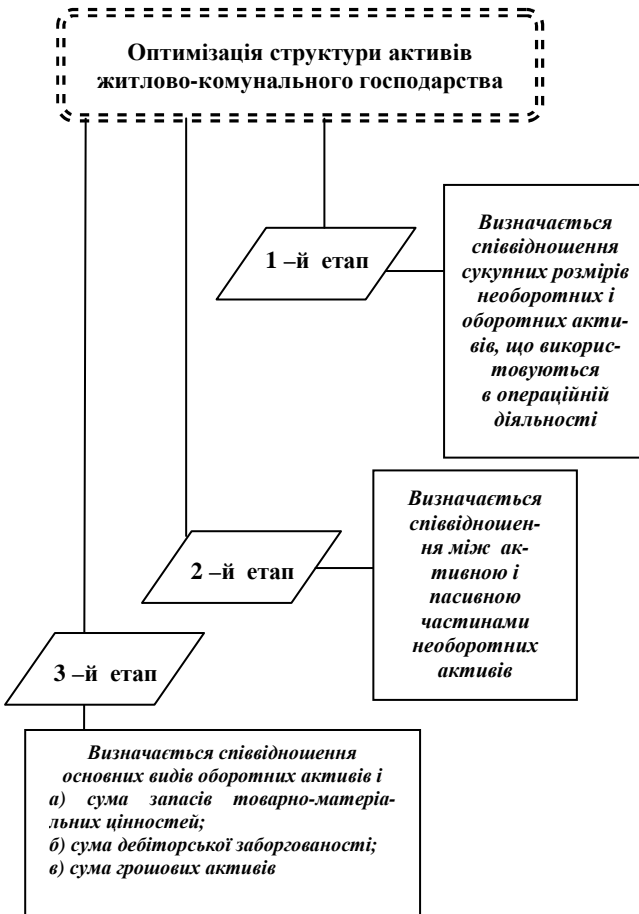 Оптимізація структури активів
житлово-комунального господарства
1 –й етап
Визначається
співвідношення
сукупних розмірів
необоротних і
оборотних акти-
вів, що викорис-
товуються
в операційній
діяльності
2 –й етап
Визначається
співвідношен-
ня між ак-
тивною і
пасивною
частинами
необоротних
активів
3 –й етап
Визначається співвідношення
основних видів оборотних активів і
а) сума запасів товарно-матеріа-
льних цінностей;
б) сума дебіторської заборгованості;
в) сума грошових активів